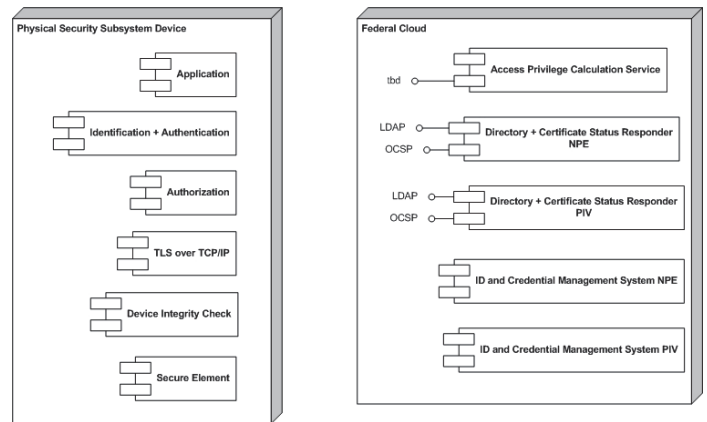 Physical Security Subsystem Device
Application
Identification + Authentication
Authorization
TLS over TCP/IP
Device Integrity Check
Secure Element
Federal Cloud
Access Privilege Calculation Service
tbd
LDAP
OCSP
Directory + Certificate Status Responder
NPE
LDAP
OCSP
Directory + Certificate Status Responder
PIV
ID and Credential Management System NPE
ID and Credential Management System PIV